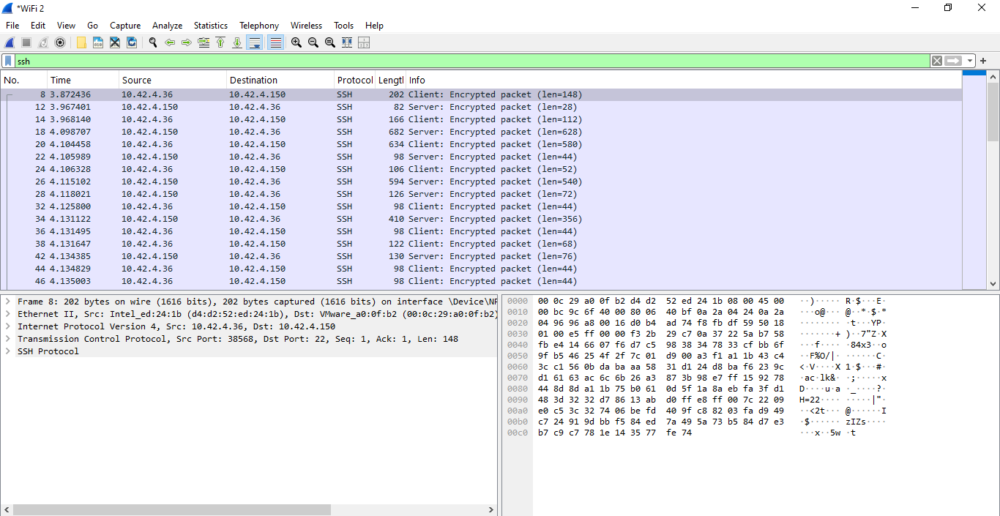 *WiFi 2
File Edit View Go Capture Analyze Statistics Telephony Wireless Tools Help
ssh
No. Time Source Destination Protocol Lengtl Info
8 3.872436 10.42.4.36 10.42.4.150 SSH 202 Client: Encrypted packet (len=148)
12 3.967401 10.42.4.150 10.42.4.36 SSH 82 Server: Encrypted packet (len=28)
14 3.968140 10.42.4.36 10.42.4.150 SSH 166 Client: Encrypted packet (len=112)
18 4.098707 10.42.4.150 10.42.4.36 SSH 682 Server: Encrypted packet (len=628)
20 4.104458 10.42.4.36 10.42.4.150 SSH 634 Client: Encrypted packet (len=580)
22 4.105989 10.42.4.150 10.42.4.36 SSH 98 Server: Encrypted packet (len=44)
24 4.106328 10.42.4.36 10.42.4.150 SSH 106 Client: Encrypted packet (len=52)
26 4.115102 10.42.4.150 10.42.4.36 SSH 594 Server: Encrypted packet (len=540)
28 4.118021 10.42.4.150 10.42.4.36 SSH 126 Server: Encrypted packet (len=72)
32 4.125800 10.42.4.36 10.42.4.150 SSH 98 Client: Encrypted packet (len=44)
34 4.131122 10.42.4.150 10.42.4.36 SSH 410 Server: Encrypted packet (len=356)
36 4.131495 10.42.4.36 10.42.4.150 SSH 98 Client: Encrypted packet (len=44)
38 4.131647 10.42.4.36 10.42.4.150 SSH 122 Client: Encrypted packet (len=68)
42 4.134385 10.42.4.150 10.42.4.36 SSH 130 Server: Encrypted packet (len=76)
44 4.134829 10.42.4.36 10.42.4.150 SSH 98 Client: Encrypted packet (len=44)
46 4.135003 10.42.4.36 10.42.4.150 SSH 98 Client: Encrypted packet (len=44)
Frame 8: 202 bytes on wire (1616 bits), 202 bytes captured (1616 bits) on interface \Device\NF
Ethernet II, Src: Intel_ed:24:1b (d4:d2:52:ed:24:1b), Dst: VMware_a0:0f:b2 (00:0c:29:a0:0f:b2)
Internet Protocol Version 4, Src: 10.42.4.36, Dst: 10.42.4.150
Transmission Control Protocol, Src Port: 38568, Dst Port: 22, Seq: 1, Ack: 1, Len: 148
SSH Protocol
0000 00 0c 29 a0 0f b2 d4 d2 52 ed 24 1b 08 00 45 00 ··)····· R·$···E·
0010 00 bc 9c 6f 40 00 80 06 40 bf 0a 2a 04 24 0a 2a ···o@··· @··*·$·*
0020 04 96 96 a8 00 16 d0 b4 ad 74 f8 fb df 59 50 18 ········ ·t···YP·
0030 01 00 e5 ff 00 00 f3 2b 29 c7 0a 37 22 5a b7 58 ·······+ )··7"Z·X
0040 fb e4 14 66 07 f6 d7 c5 98 38 34 78 33 cf bb 6f ···f···· ·84x3··o
0050 9f b5 46 25 4f 2f 7c 01 d9 00 a3 f1 a1 1b 43 c4 ··F%O/|· ······C·
0060 3c c1 56 0b da ba aa 58 31 d1 24 d8 ba f6 23 9c <·V····X 1·$···#·
0070 d1 61 63 ac 6c 6b 26 a3 87 3b 98 e7 ff 15 92 78 ·ac·lk&· ·;·····x
0080 44 8d 8d a1 1b 75 b0 61 0d 5f 1a 8a eb fa 3f d1 D····u·a ·_····?·
0090 48 3d 32 32 d7 86 13 ab d0 ff e8 ff 00 7c 22 09 H=22···· ·····|"·
00a0 e0 c5 3c 32 74 06 be fd 40 9f c8 82 03 fa d9 49 ··<2t··· @······I
00b0 c7 24 91 9d bb f5 84 ed 7a 49 5a 73 b5 84 d7 e3 ·$······ zIZs····
00c0 b7 c9 c7 78 1e 14 35 77 fe 74 ···x··5w ·t